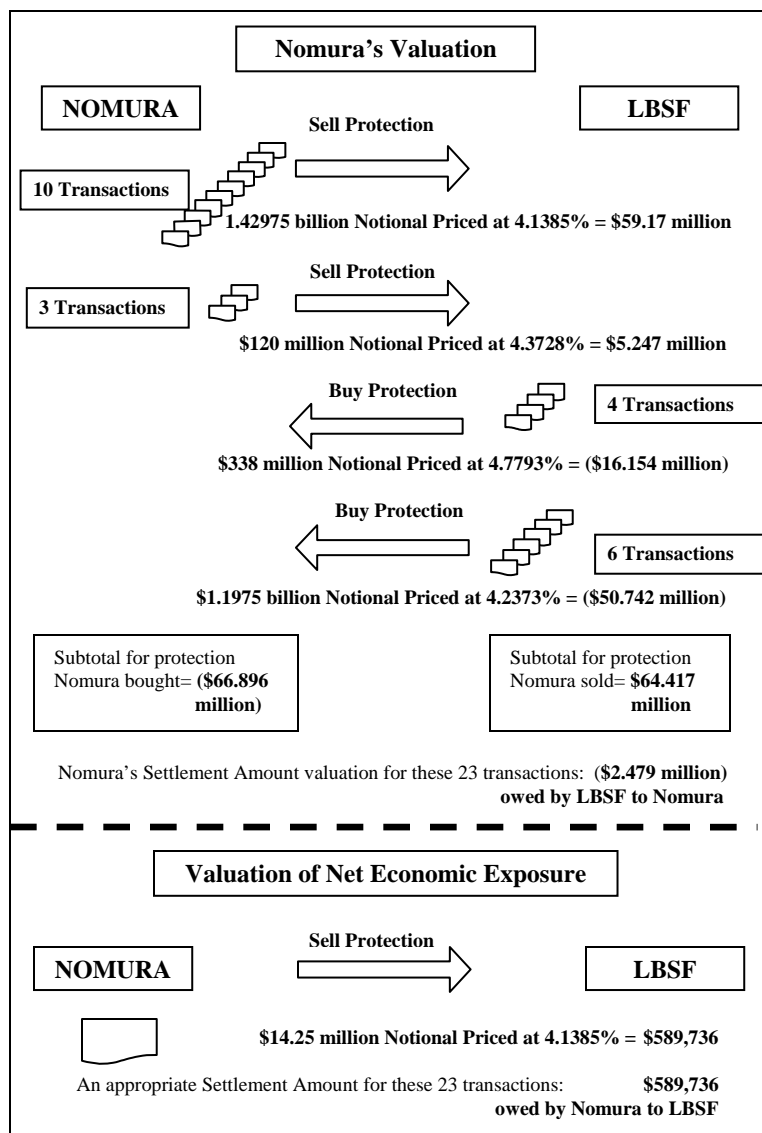 Nomura’s Valuation
NOMURA
LBSF
Sell Protection
10 Transactions
1.42975 billion Notional Priced at 4.1385% = $59.17 million
Sell Protection
3 Transactions
$120 million Notional Priced at 4.3728% = $5.247 million
Buy Protection
4 Transactions
$338 million Notional Priced at 4.7793% = ($16.154 million)
Buy Protection
6 Transactions
$1.1975 billion Notional Priced at 4.2373% = ($50.742 million)
Subtotal for protection
Nomura bought= ($66.896
million)
Subtotal for protection
Nomura sold= $64.417
million
Nomura’s Settlement Amount valuation for these 23 transactions: ($2.479 million)
owed by LBSF to Nomura
Valuation of Net Economic Exposure
Sell Protection
NOMURA
LBSF
$14.25 million Notional Priced at 4.1385% = $589,736
An appropriate Settlement Amount for these 23 transactions: $589,736
owed by Nomura to LBSF